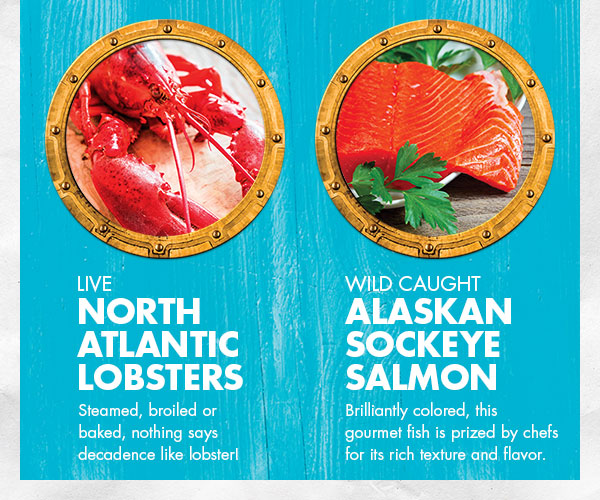 LIVE
NORTH
ATLANTIC
LOBSTERS
Steamed, broiled or
baked, nothing says
decadence like lobster!
WILD CAUGHT
ALASKAN
SOCKEYE
SALMON
Brilliantly colored, this
gourmet fish is prized by chefs
for its rich texture and flavor.